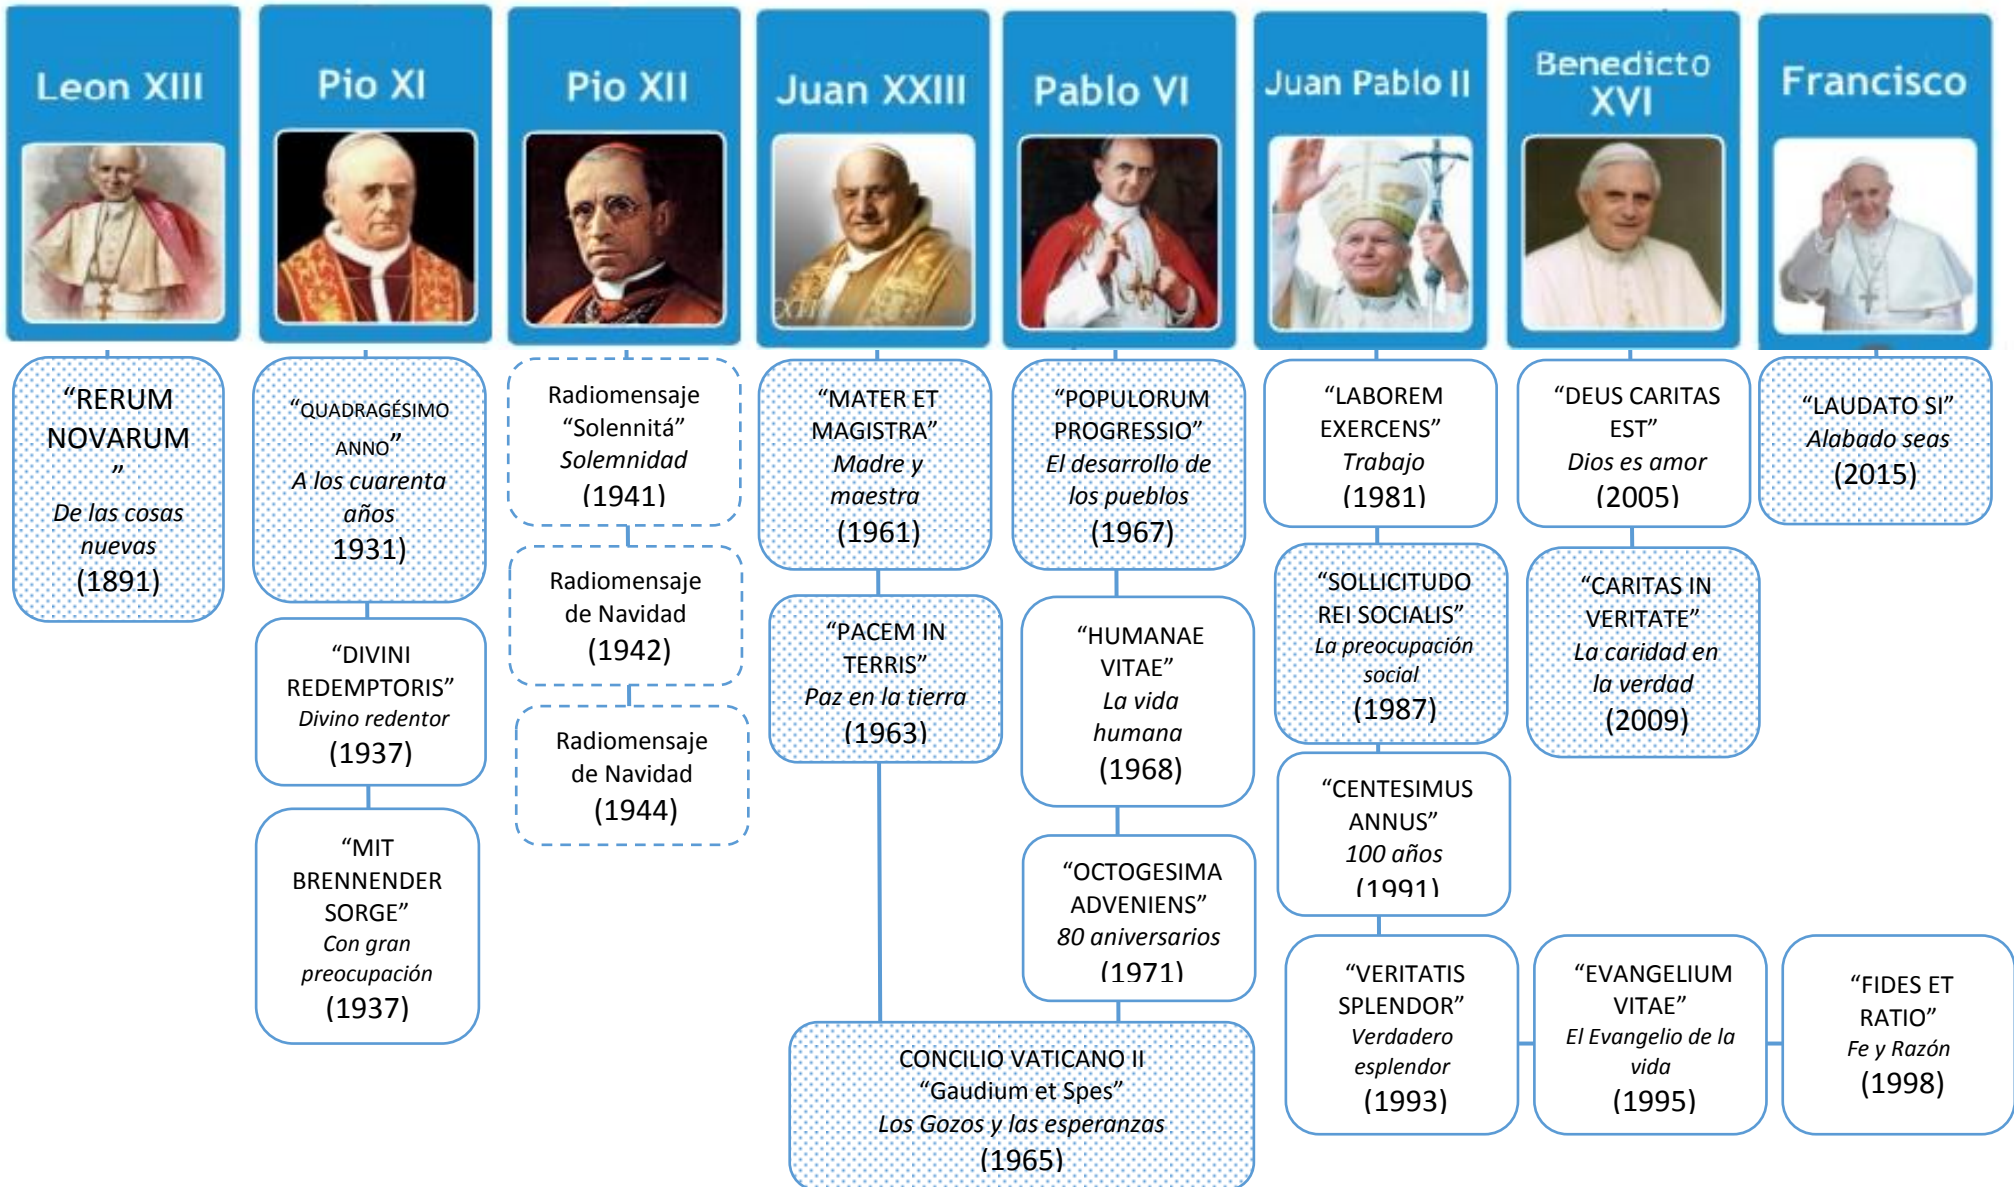 Leon XIII
Pio XI
Pio XII
Juan XXIII
Pablo VI
Juan Pablo II
Benedicto
XVI
Francisco
“RERUM
NOVARUM
”
De las cosas
nuevas
(1891)
“QUADRAGÉSIMO
ANNO”
A los cuarenta
años
1931)
“DIVINI
REDEMPTORIS”
Divino redentor
(1937)
“MIT
BRENNENDER
SORGE”
Con gran
preocupación
(1937)
Radiomensaje
“Solennitá”
Solemnidad
(1941)
Radiomensaje
de Navidad
(1942)
Radiomensaje
de Navidad
(1944)
“MATER ET
MAGISTRA”
Madre y
maestra
(1961)
“PACEM IN
TERRIS”
Paz en la tierra
(1963)
“POPULORUM
PROGRESSIO”
El desarrollo de
los pueblos
(1967)
“HUMANAE
VITAE”
La vida
humana
(1968)
“OCTOGESIMA
ADVENIENS”
80 aniversarios
(1971)
CONCILIO VATICANO II
“Gaudium et Spes”
Los Gozos y las esperanzas
(1965)
“LABOREM
EXERCENS”
Trabajo
(1981)
“SOLLICITUDO
REI SOCIALIS”
La preocupación
social
(1987)
“CENTESIMUS
ANNUS”
100 años
(1991)
“VERITATIS
SPLENDOR”
Verdadero
esplendor
(1993)
“EVANGELIUM
VITAE”
El Evangelio de la
vida
(1995)
“FIDES ET
RATIO”
Fe y Razón
(1998)
“DEUS CARITAS
EST”
Dios es amor
(2005)
“CARITAS IN
VERITATE”
La caridad en
la verdad
(2009)
“LAUDATO SI”
Alabado seas
(2015)